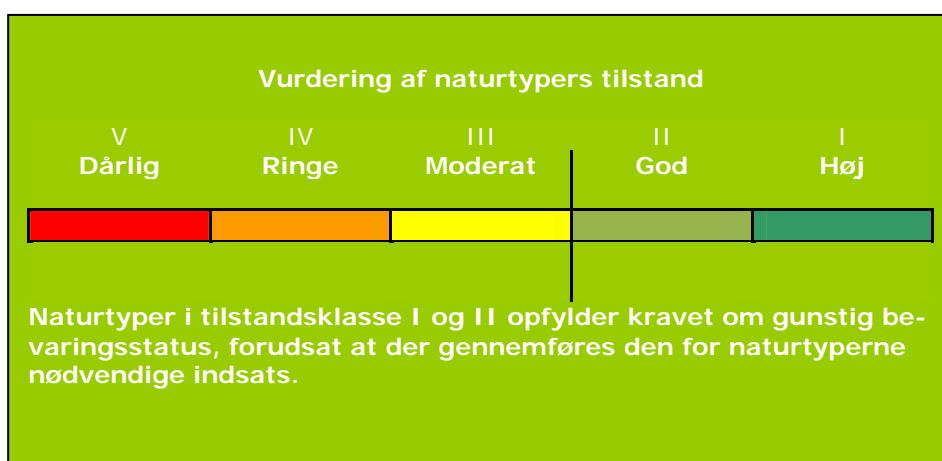 Vurdering af naturtypers tilstand
V IV III II I
Dårlig Ringe Moderat God Høj
Naturtyper i tilstandsklasse I og II opfylder kravet om gunstig be-
varingsstatus, forudsat at der gennemføres den for naturtyperne
nødvendige indsats.